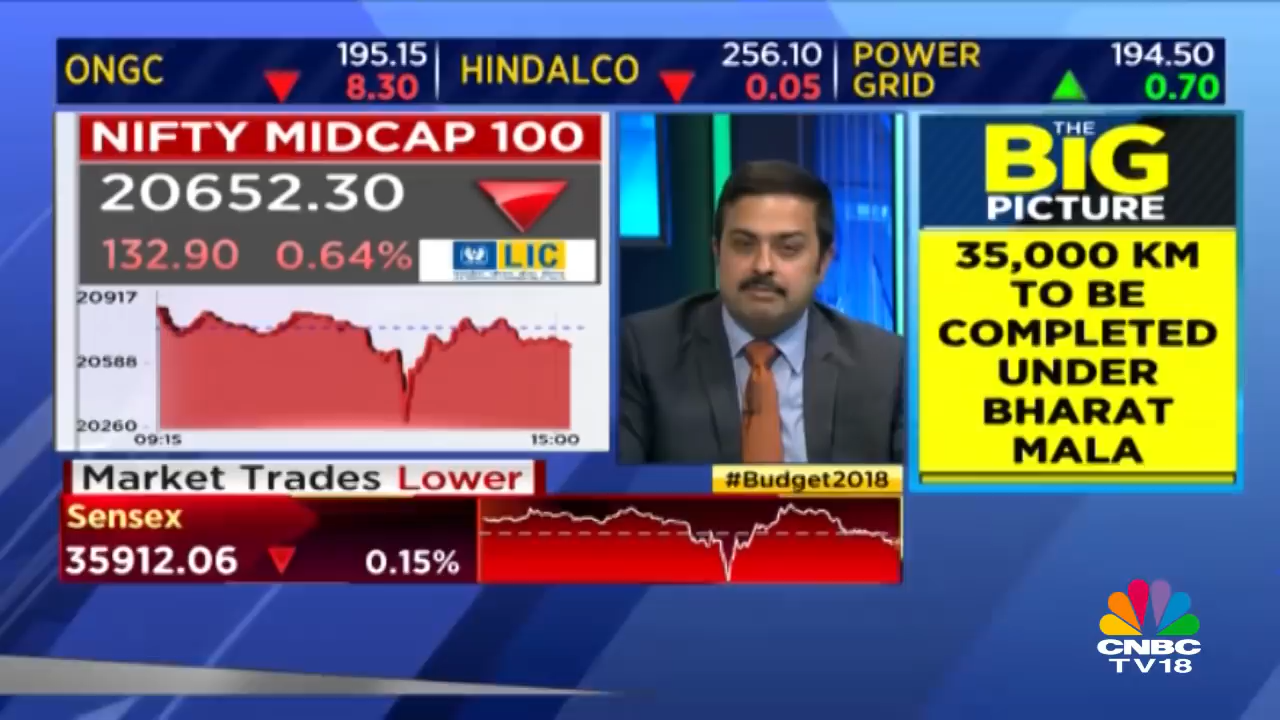 ONGC
195.15
8.30
HINDALCO
256.10
0.05
POWER
GRID
194.50
0.70
NIFTY MIDCAP 100
20652.30
132.90 0.64%
LIC
20917
20588
20260
09:15
15:00
THE
BiG
PICTURE
35,000 KM
TO BE
COMPLETED
UNDER
BHARAT
MALA
Market Trades Lower
#Budget2018
Sensex
35912.06
0.15%
CNBC
TV18